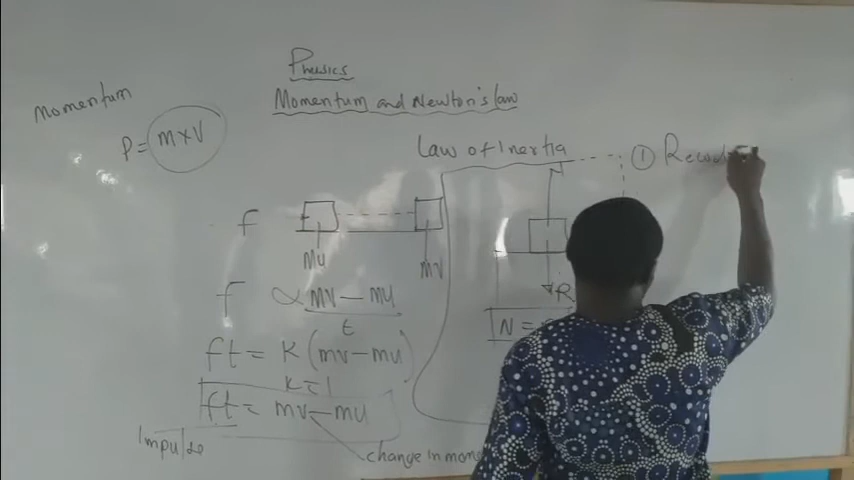 Physics
Momentum and Newton's law
Momentum
P = m x v
Law of Inertia
①
f
mu
mv
f ∝ mv — mu
t
ft = K (mv — mu)
K = 1
ft = mv — mu
Impulse
change in mom
R
N =